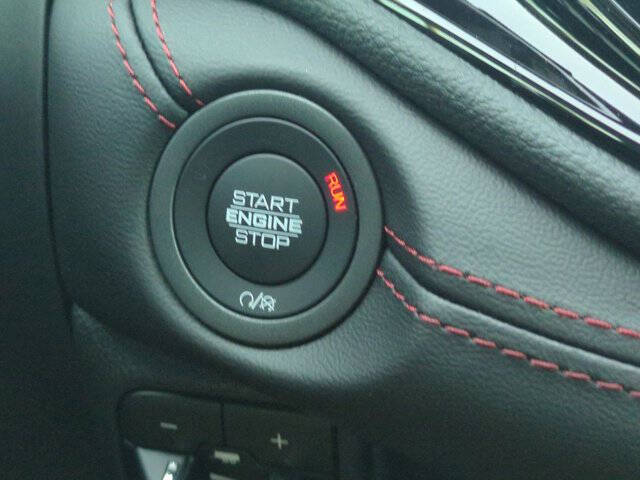 START
ENGINE
STOP
RUN
-
+